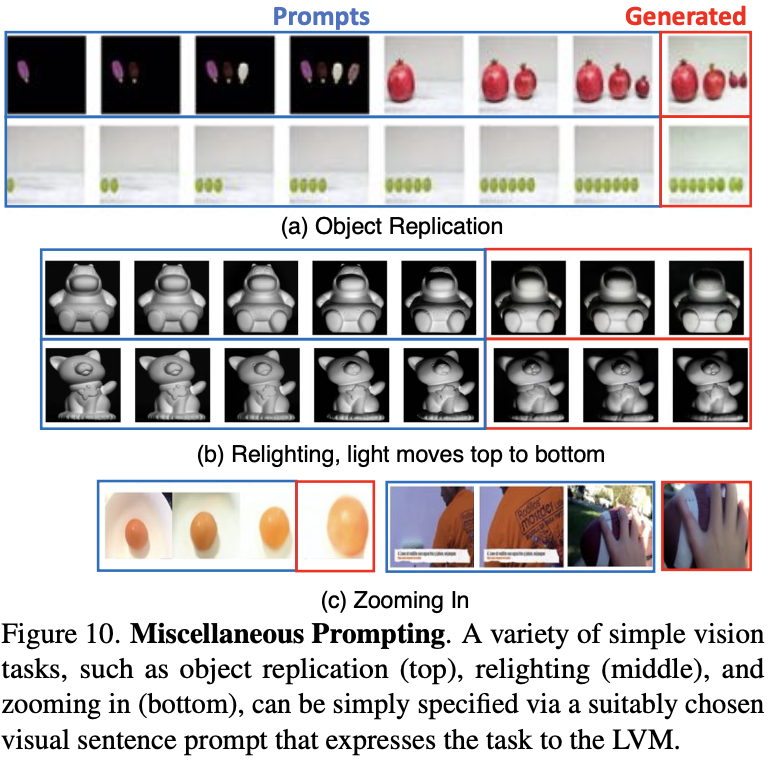 Prompts
Generated
(a) Object Replication
(b) Relighting, light moves top to bottom
(c) Zooming In
Figure 10. Miscellaneous Prompting. A variety of simple vision
tasks, such as object replication (top), relighting (middle), and
zooming in (bottom), can be simply specified via a suitably chosen
visual sentence prompt that expresses the task to the LVM.